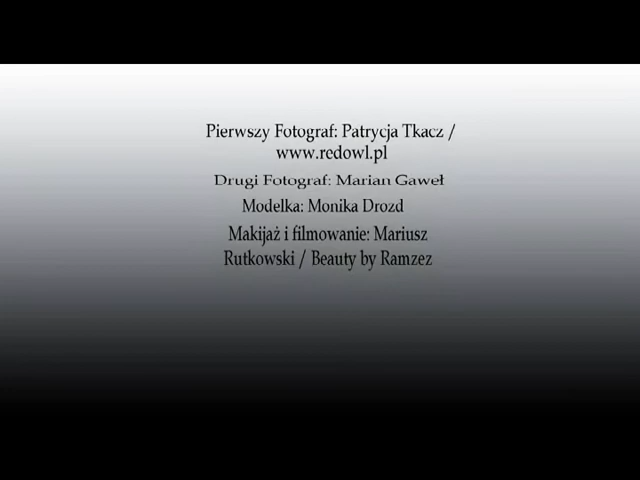 Pierwszy Fotograf: Patrycja Tkacz /
www.redowl.pl
Drugi Fotograf: Marian Gaweł
Modelka: Monika Drozd
Makijaż i filmowanie: Mariusz
Rutkowski / Beauty by Ramzez